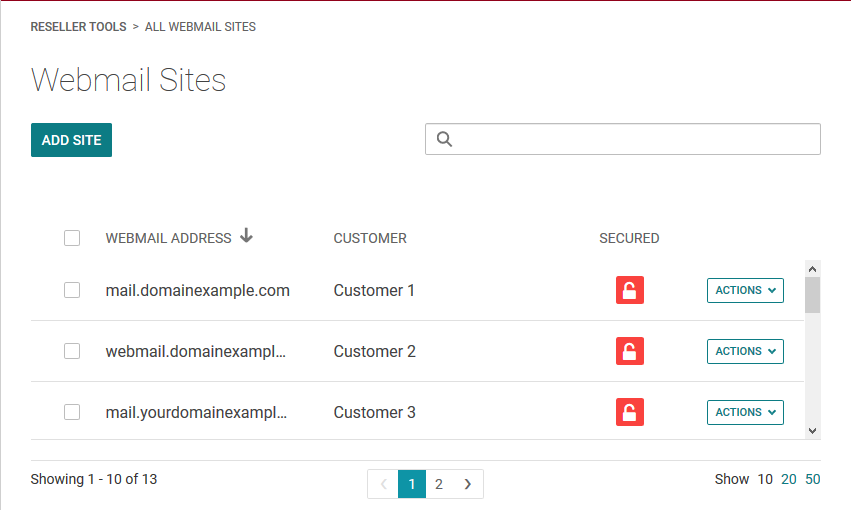 RESELLER TOOLS > ALL WEBMAIL SITES
Webmail Sites
ADD SITE
WEBMAIL ADDRESS CUSTOMER SECURED
mail.domainexample.com Customer 1 ACTIONS
webmail.domainexampl... Customer 2 ACTIONS
mail.yourdomainexampl... Customer 3 ACTIONS
Showing 1 - 10 of 13 1 2 Show 10 20 50